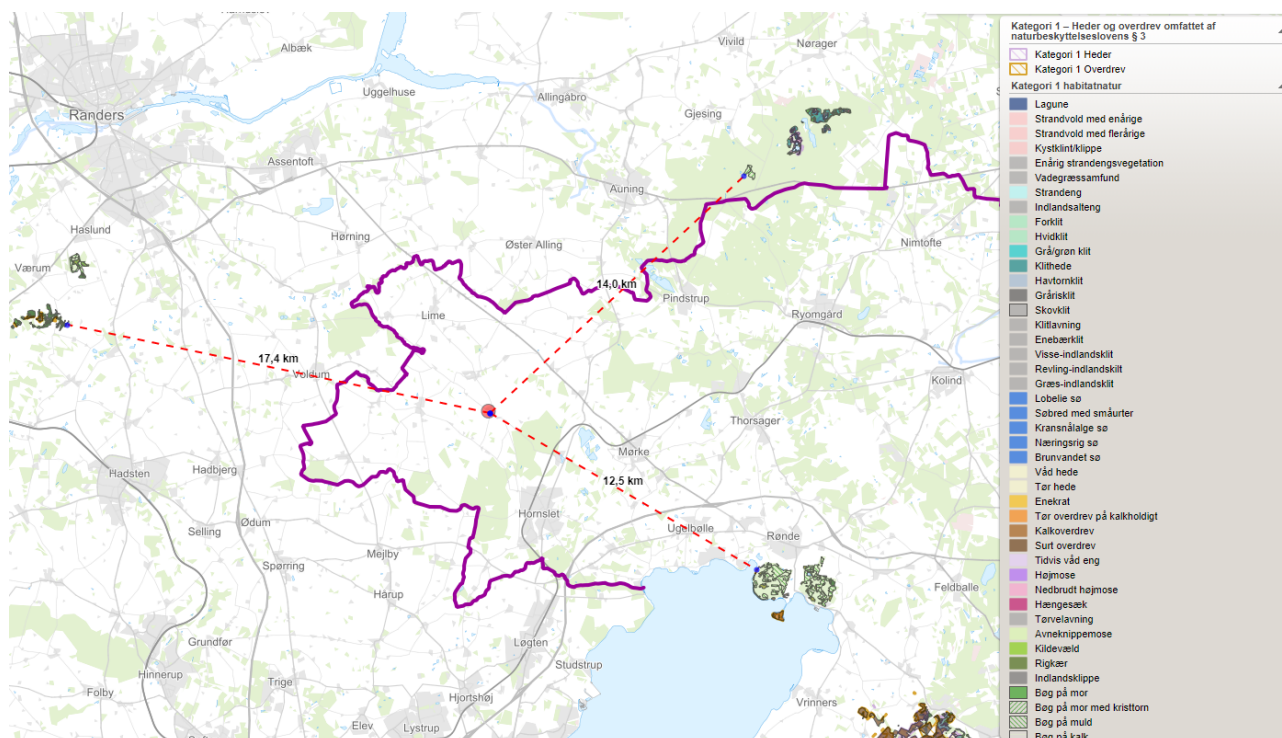 Albæk
Vivild
Nørager
Uggelhuse
Allingåbro
Gjesing
Randers
Assentoft
Auning
Haslund
Hørning
Øster Alling
Nimtofte
Værum
14,0 km
Pindstrup
Lime
Ryomgård
17,4 km
Voldum
Kolind
Thorsager
Mørke
Hadsten
Hadbjerg
12,5 km
Hornslet
Ødum
Ugelbølle
Rønde
Selling
Mejlby
Spørring
Feldballe
Hårup
Grundfør
Løgten
Hinnerup
Studstrup
Trige
Folby
Hjortshøj
Vrinners
Elev
Lystrup
Kategori 1 – Heder og overdrev omfattet af
naturbeskyttelseslovens § 3
Kategori 1 Heder
Kategori 1 Overdrev
Kategori 1 habitatnatur
Lagune
Strandvold med enårige
Strandvold med flerårige
Kystklint/klippe
Enårig strandengsvegetation
Vadegræssamfund
Strandeng
Indlandsalteng
Forklit
Hvidklit
Grå/grøn klit
Klithede
Havtornklit
Grårisklit
Skovklit
Klitlavning
Enebærklit
Visse-indlandsklit
Revling-indlandskilt
Græs-indlandsklit
Lobelie sø
Søbred med småurter
Kransnålalge sø
Næringsrig sø
Brunvandet sø
Våd hede
Tør hede
Enekrat
Tør overdrev på kalkholdigt
Kalkoverdrev
Surt overdrev
Tidvis våd eng
Højmose
Nedbrudt højmose
Hængesæk
Tørvelavning
Avneknippemose
Kildevæld
Rigkær
Indlandsklippe
Bøg på mor
Bøg på mor med kristtorn
Bøg på muld
Bøg på kalk